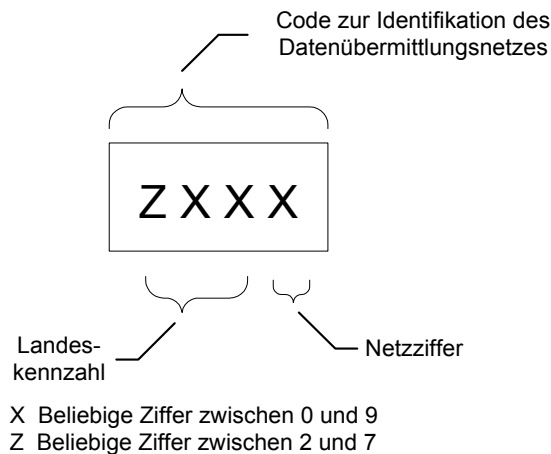 Code zur Identifikation des
Datenübermittlungsnetzes
Z X X X
Landes-
kennzahl
Netzziffer
X Beliebige Ziffer zwischen 0 und 9
Z Beliebige Ziffer zwischen 2 und 7